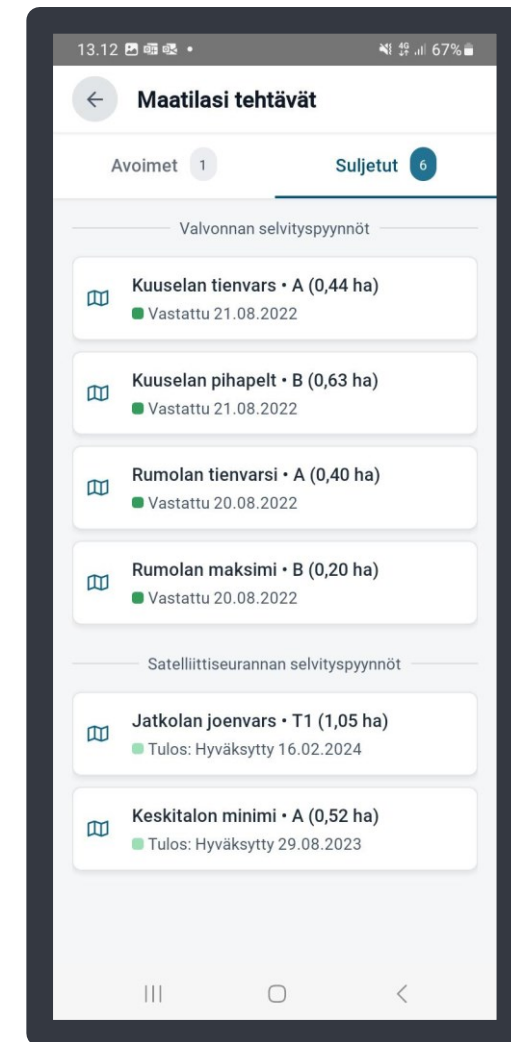 13.12 67%
Maatilasi tehtävät
Avoimet 1 Suljetut 6
Valvonnan selvityspyynnöt
Kuuselan tienvars • A (0,44 ha)
Vastattu 21.08.2022
Kuuselan pihapelt • B (0,63 ha)
Vastattu 21.08.2022
Rumolan tienvarsi • A (0,40 ha)
Vastattu 20.08.2022
Rumolan maksimi • B (0,20 ha)
Vastattu 20.08.2022
Satelliittiseurannan selvityspyynnöt
Jatkolan joenvars • T1 (1,05 ha)
Tulos: Hyväksytty 16.02.2024
Keskitalon minimi • A (0,52 ha)
Tulos: Hyväksytty 29.08.2023